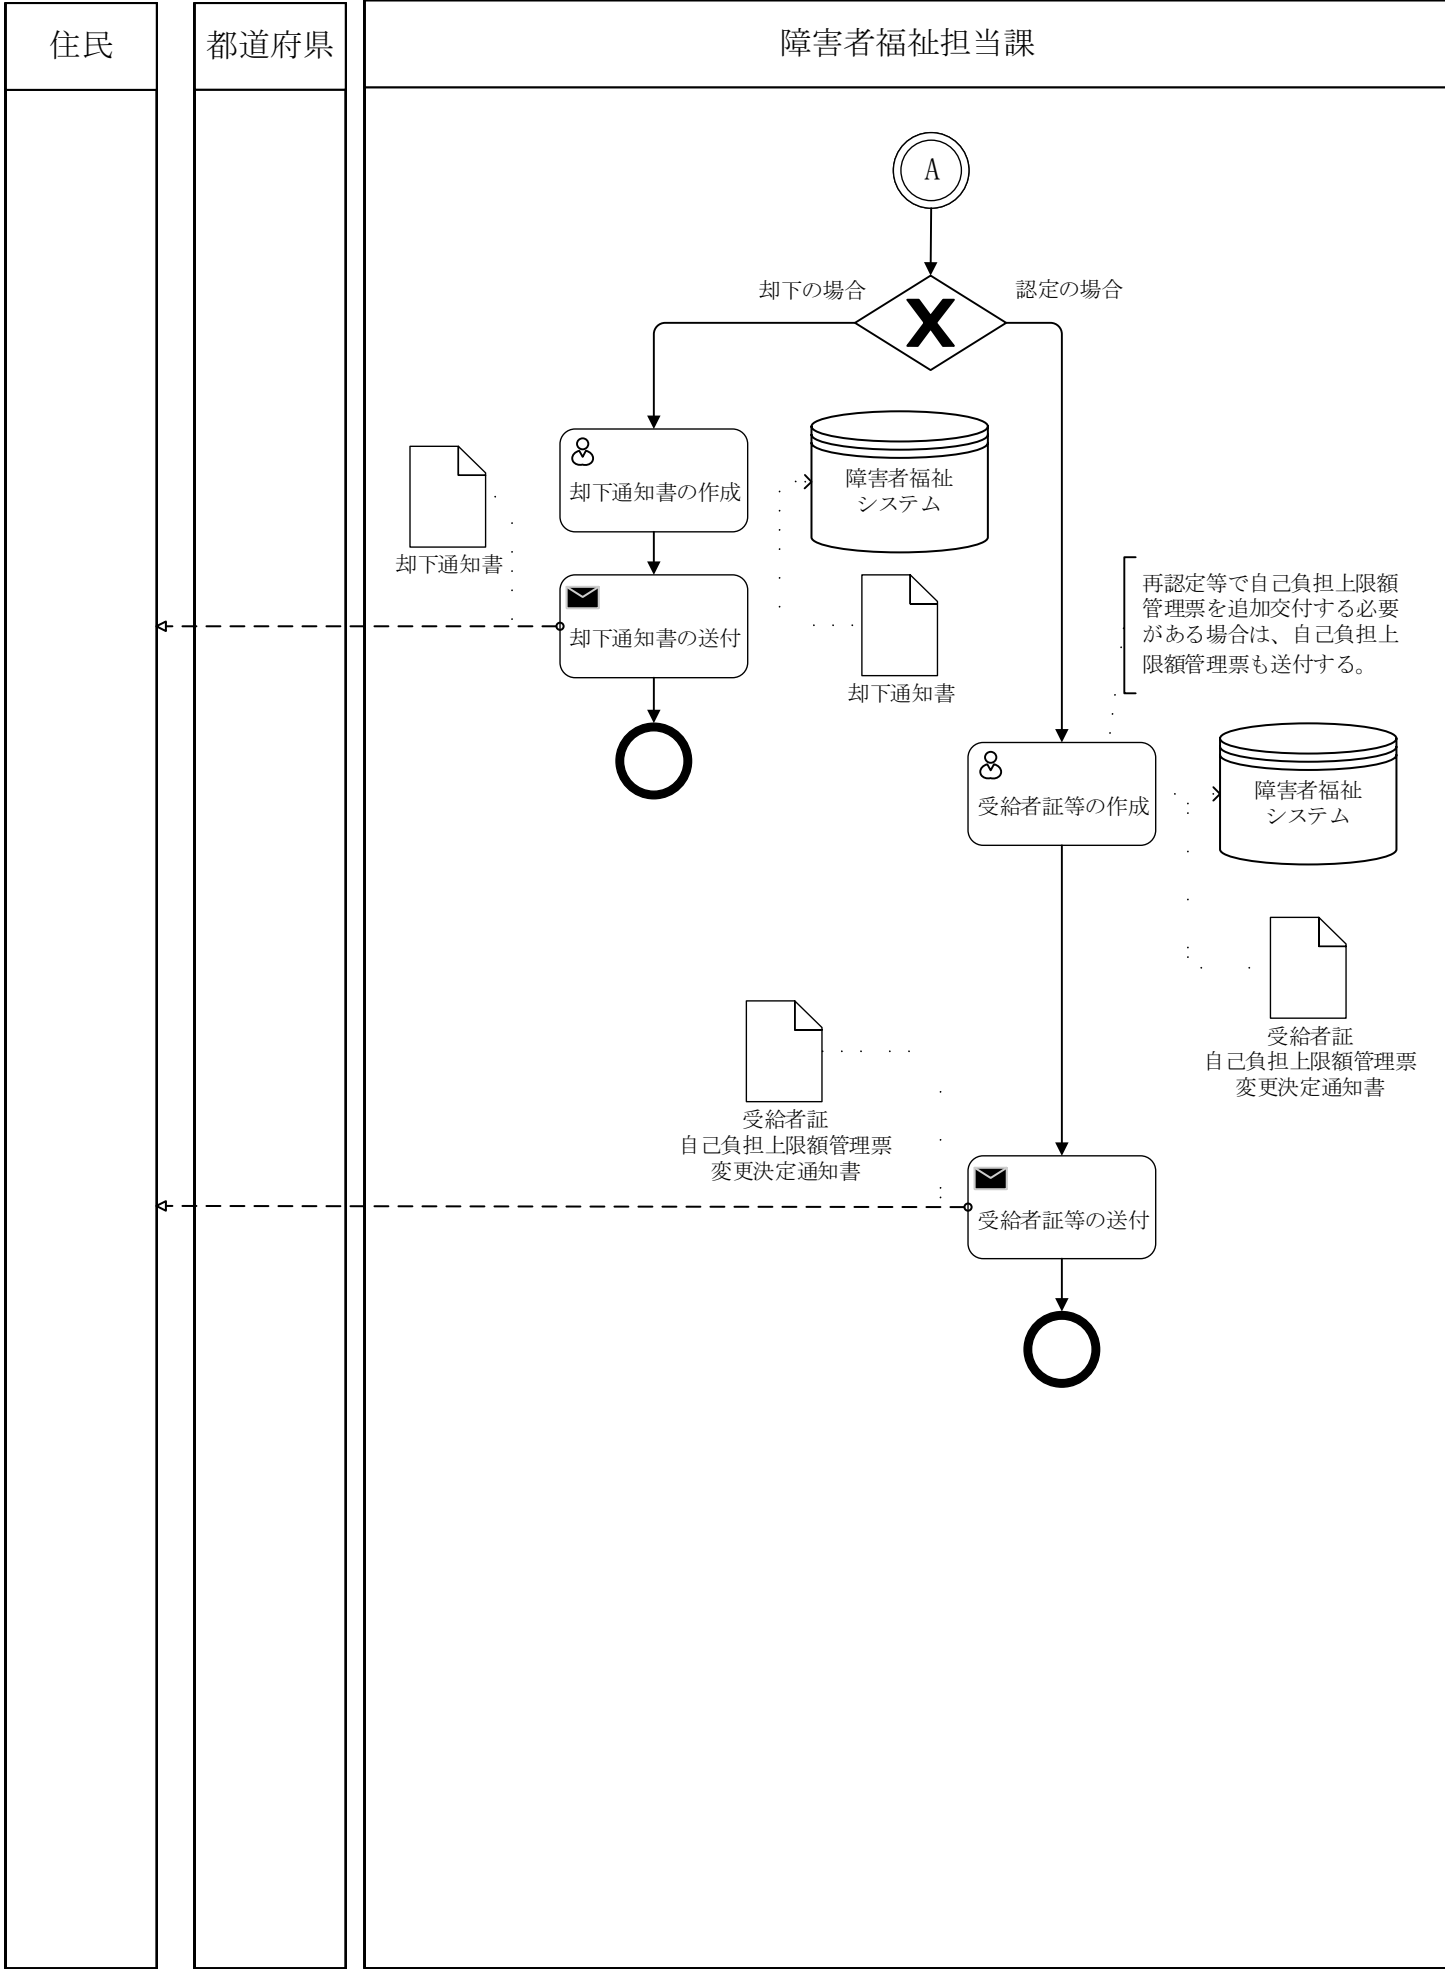 住民
都道府県
障害者福祉担当課
A
却下の場合
認定の場合
却下通知書の作成
障害者福祉
システム
却下通知書
却下通知書の送付
却下通知書
再認定等で自己負担上限額
管理票を追加交付する必要
がある場合は、自己負担上
限額管理票も送付する。
受給者証等の作成
障害者福祉
システム
受給者証
自己負担上限額管理票
変更決定通知書
受給者証
自己負担上限額管理票
変更決定通知書
受給者証等の送付